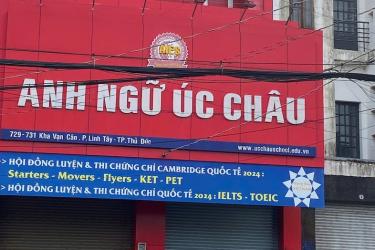 AIES
ANH NGỮ ÚC CHÂU
729-731 Kha Vạn Cân . P. Linh Tây - TP. Thủ Đức
www.uschauschool.edu.vn
> HỘI ĐỒNG LUYỆN & THI CHỨNG CHỈ CAMBRIDGE QUỐC TẾ 2024 :
Starters - Movers - Flyers - KET - PET
> HỘI ĐỒNG LUYỆN & THI CHỨNG CHỈ QUỐC TẾ 2024 : IELTS - TOEIC